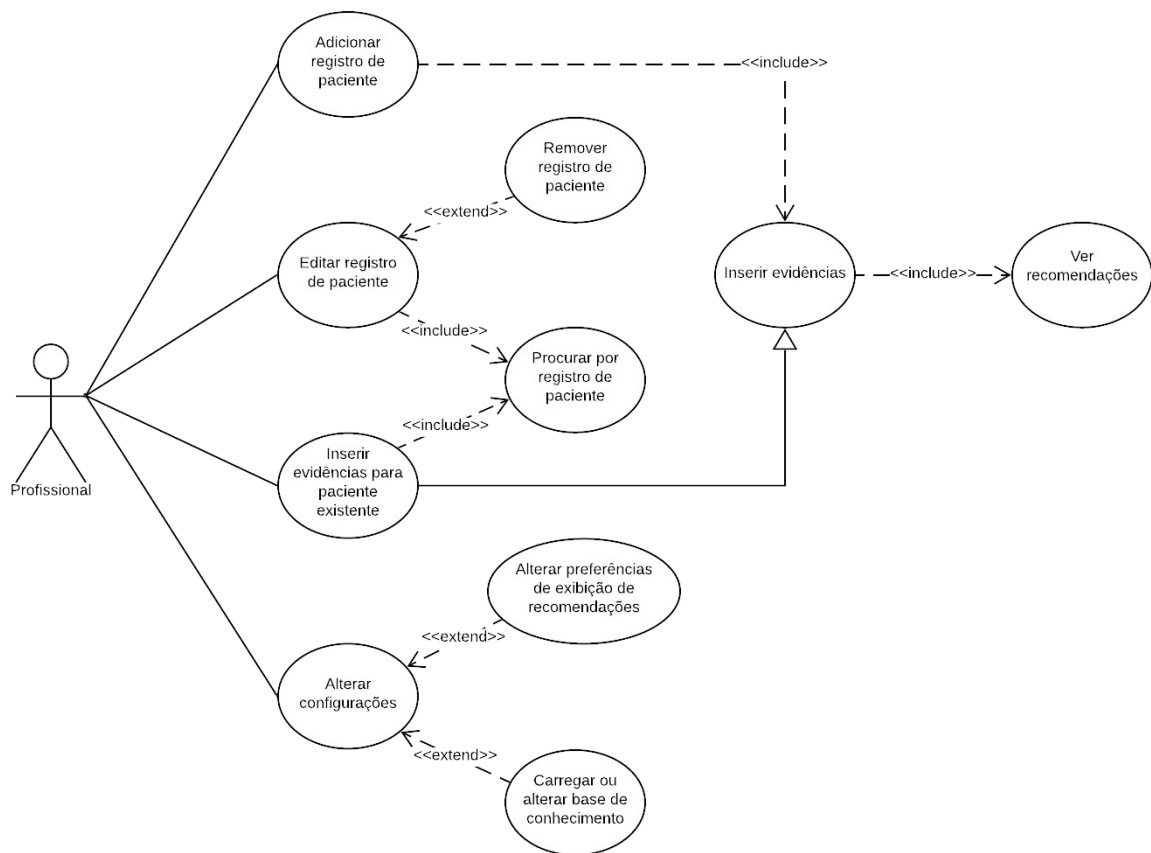 Adicionar
registro de
paciente
<<include>>
Remover
registro de
paciente
<<extend>>
Editar registro
de paciente
Inserir evidências
<<include>>
Ver
recomendações
<<include>>
Procurar por
registro de
paciente
<<include>>
Inserir
evidências para
paciente
existente
Profissional
Alterar preferências
de exibição de
recomendações
<<extend>>
Alterar
configurações
<<extend>>
Carregar ou
alterar base de
conhecimento